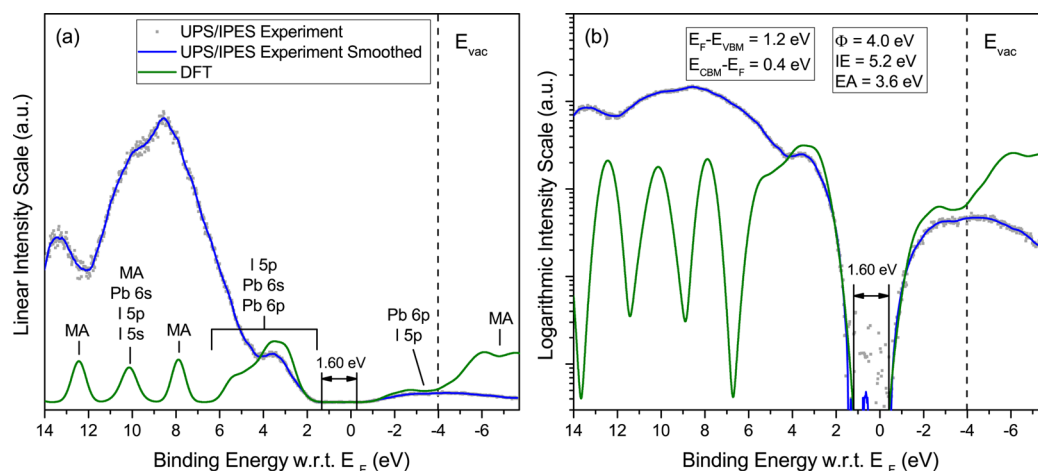 (a)
UPS/IPES Experiment
UPS/IPES Experiment Smoothed
DFT
E_vac
Linear Intensity Scale (a.u.)
MA
MA
Pb 6s
I 5p
I 5s
MA
I 5p
Pb 6s
Pb 6p
1.60 eV
Pb 6p
I 5p
MA
14 12 10 8 6 4 2 0 -2 -4 -6
Binding Energy w.r.t. E_F (eV)
(b)
E_F-E_VBM = 1.2 eV
E_CBM-E_F = 0.4 eV
Φ = 4.0 eV
IE = 5.2 eV
EA = 3.6 eV
E_vac
Logarithmic Intensity Scale (a.u.)
1.60 eV
14 12 10 8 6 4 2 0 -2 -4 -6
Binding Energy w.r.t. E_F (eV)